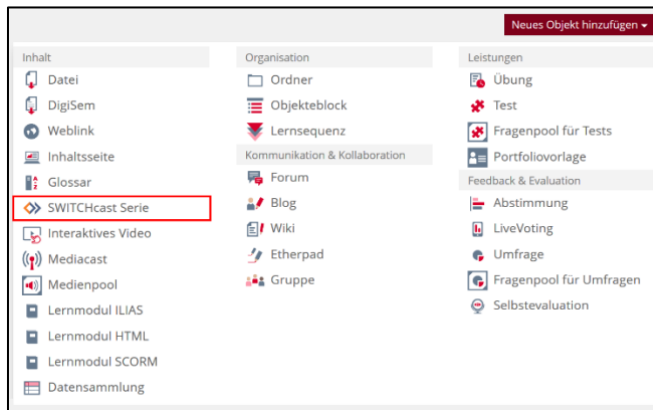 Neues Objekt hinzufügen
Inhalt
Datei
DigiSem
Weblink
Inhaltsseite
Glossar
SWITCHcast Serie
Interaktives Video
Mediacast
Medienpool
Lernmodul ILIAS
Lernmodul HTML
Lernmodul SCORM
Datensammlung
Organisation
Ordner
Objekteblock
Lernsequenz
Kommunikation & Kollaboration
Forum
Blog
Wiki
Etherpad
Gruppe
Leistungen
Übung
Test
Fragenpool für Tests
Portfoliovorlage
Feedback & Evaluation
Abstimmung
LiveVoting
Umfrage
Fragenpool für Umfragen
Selbstevaluation